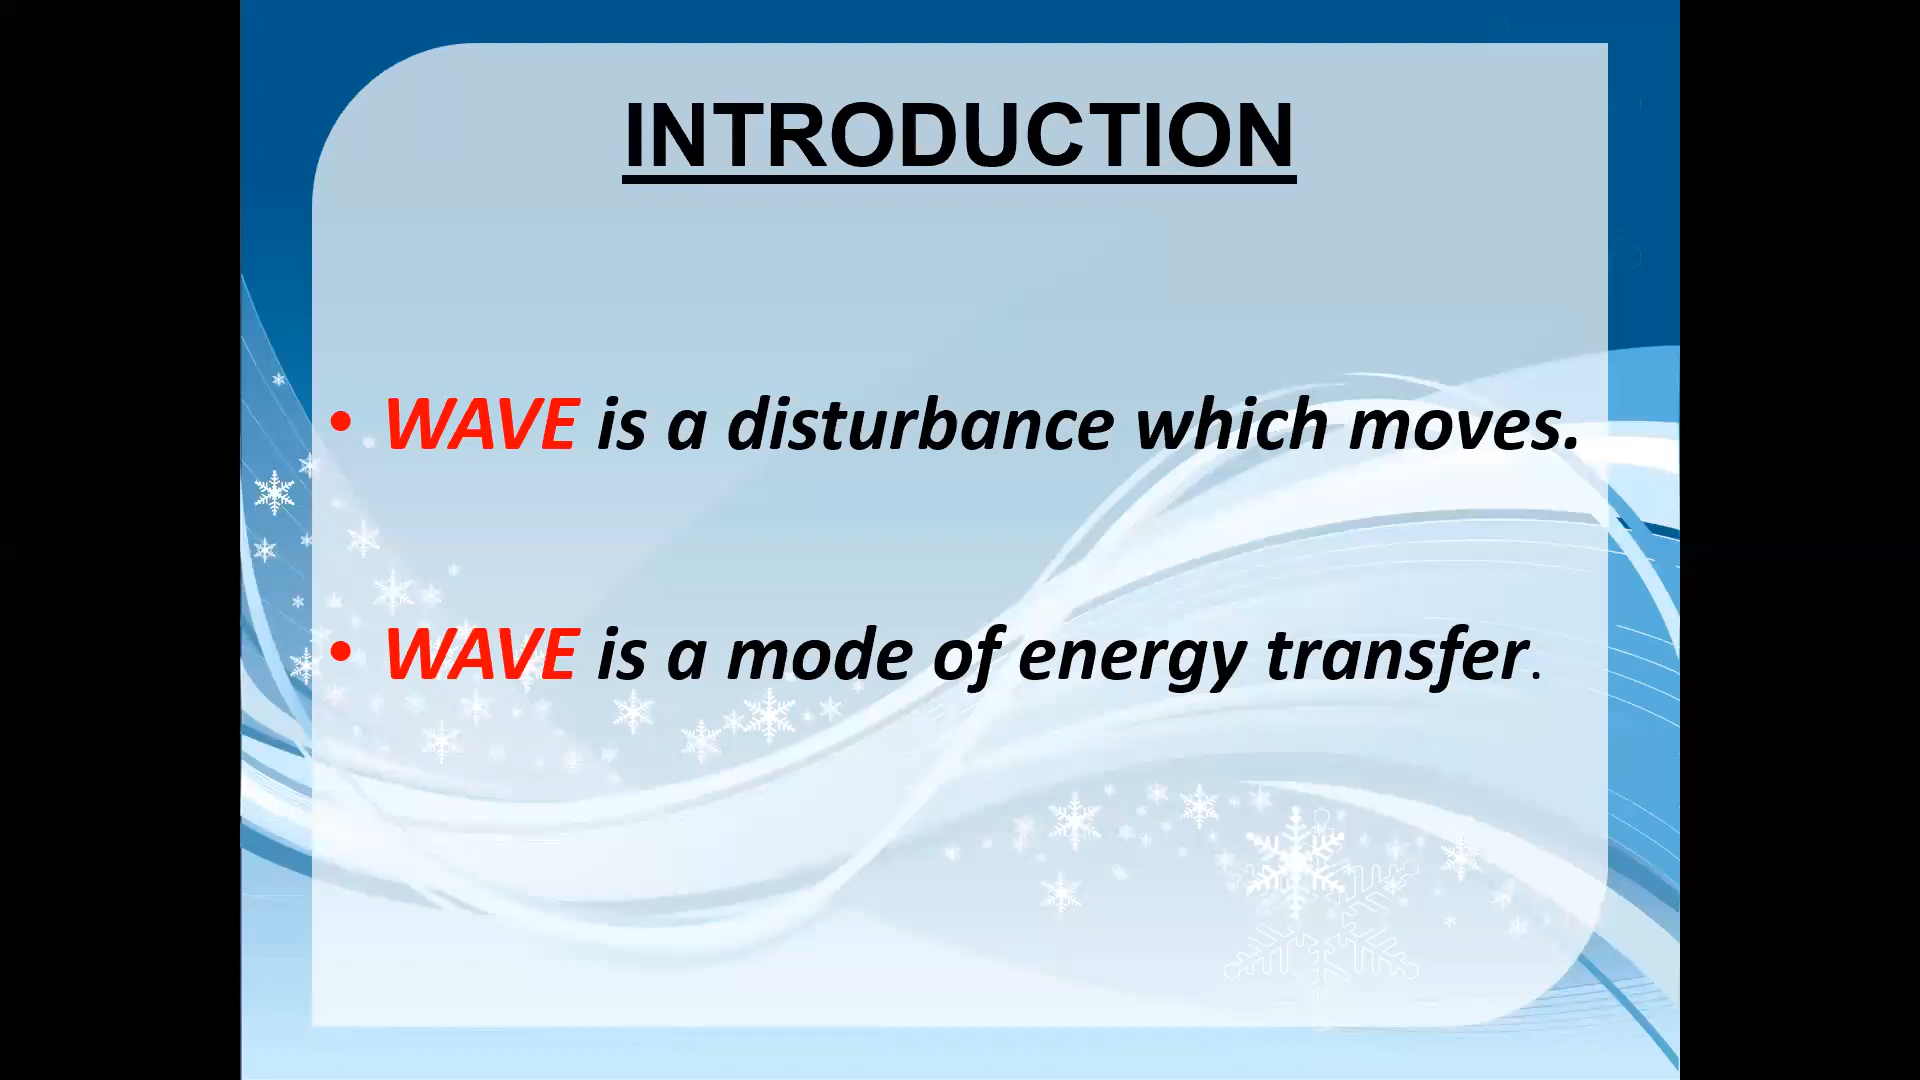 INTRODUCTION
• WAVE is a disturbance which moves.
• WAVE is a mode of energy transfer.